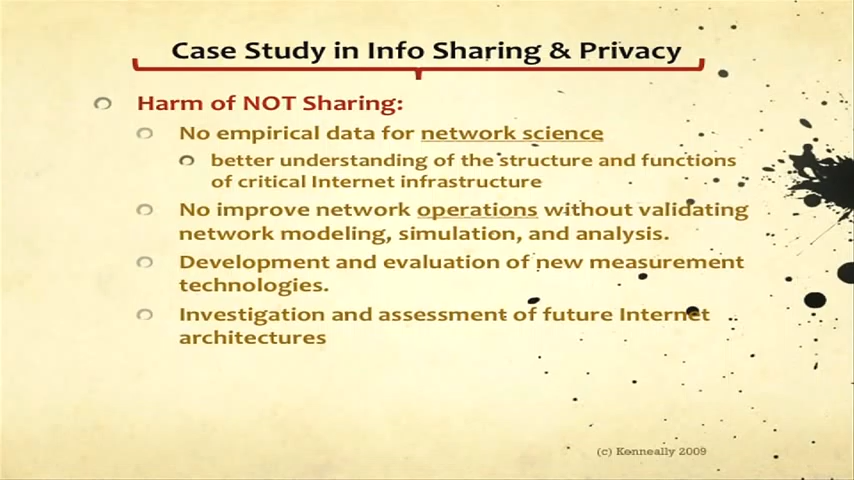 Case Study in Info Sharing & Privacy
Harm of NOT Sharing:
No empirical data for network science
better understanding of the structure and functions
of critical Internet infrastructure
No improve network operations without validating
network modeling, simulation, and analysis.
Development and evaluation of new measurement
technologies.
Investigation and assessment of future Internet
architectures
(c) Kenneally 2009